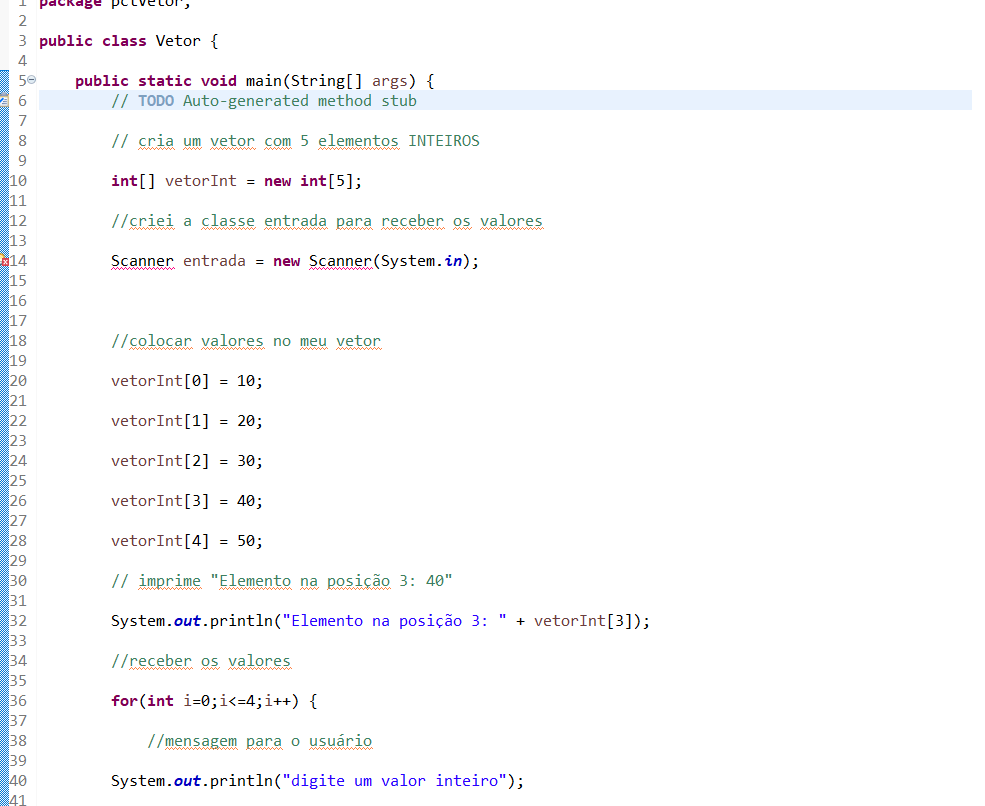 1 package pctVetor;
2
3 public class Vetor {
4
5 public static void main(String[] args) {
6 // TODO Auto-generated method stub
7
8 // cria um vetor com 5 elementos INTEIROS
9
10 int[] vetorInt = new int[5];
11
12 //criei a classe entrada para receber os valores
13
14 Scanner entrada = new Scanner(System.in);
15
16
17
18 //colocar valores no meu vetor
19
20 vetorInt[0] = 10;
21
22 vetorInt[1] = 20;
23
24 vetorInt[2] = 30;
25
26 vetorInt[3] = 40;
27
28 vetorInt[4] = 50;
29
30 // imprime "Elemento na posição 3: 40"
31
32 System.out.println("Elemento na posição 3: " + vetorInt[3]);
33
34 //receber os valores
35
36 for(int i=0;i<=4;i++) {
37
38 //mensagem para o usuário
39
40 System.out.println("digite um valor inteiro");
41